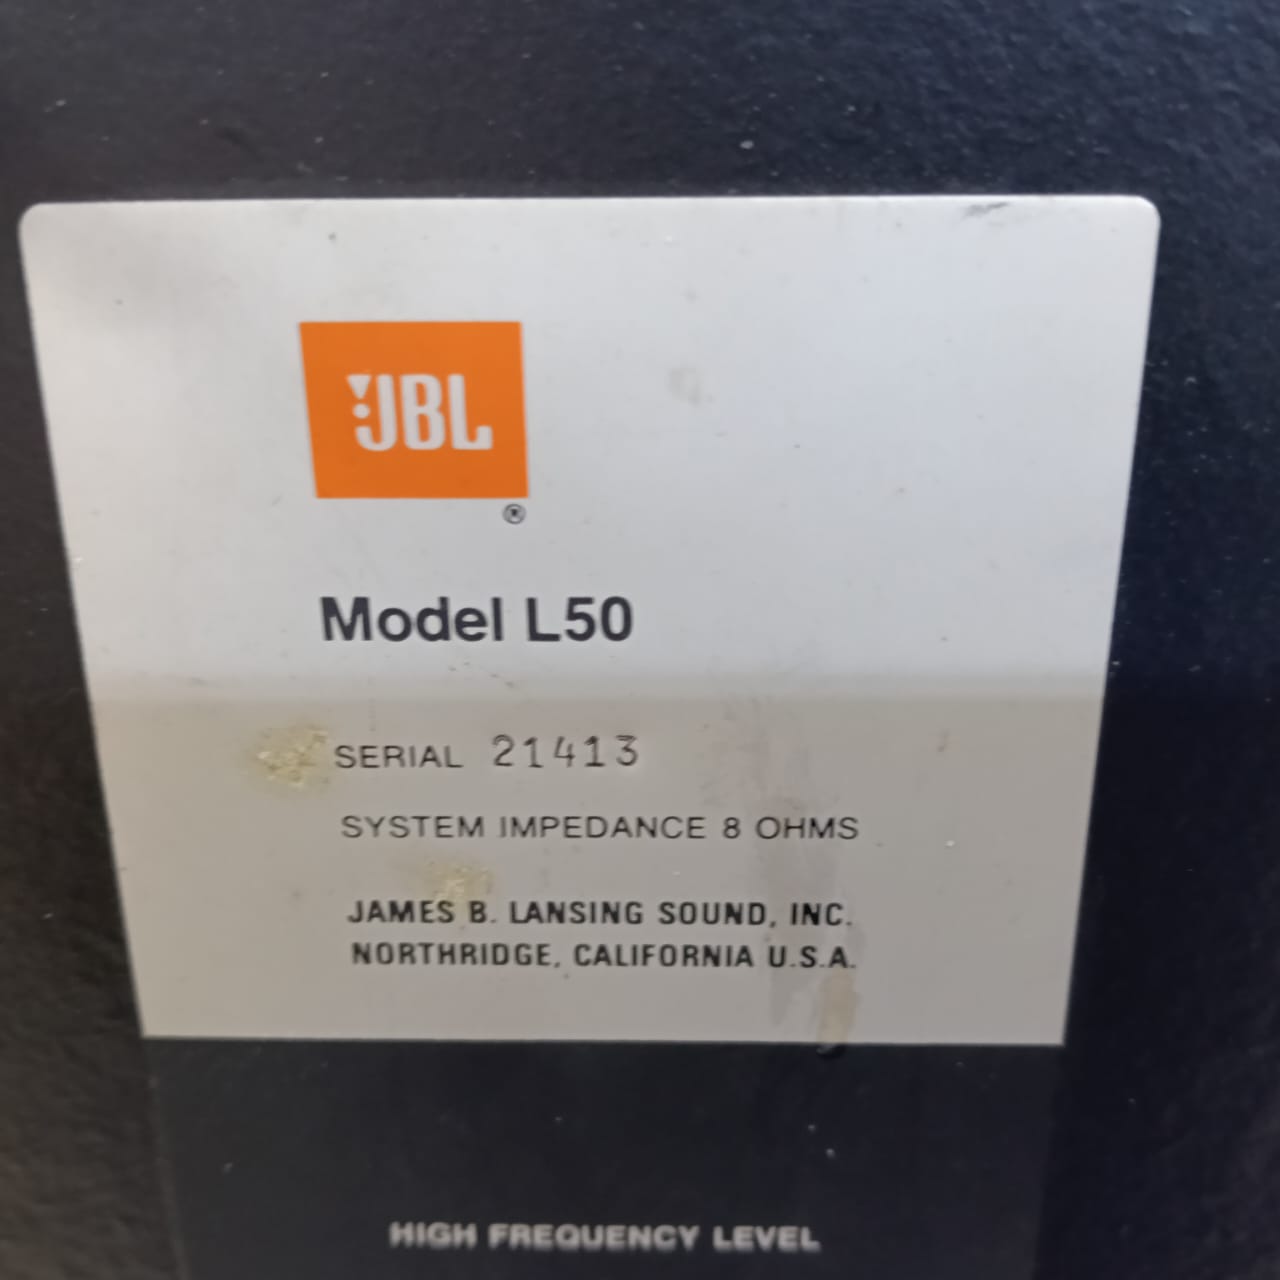 JBL
®
Model L50
SERIAL 21413
SYSTEM IMPEDANCE 8 OHMS
JAMES B. LANSING SOUND, INC.
NORTHRIDGE, CALIFORNIA U.S.A.
HIGH FREQUENCY LEVEL